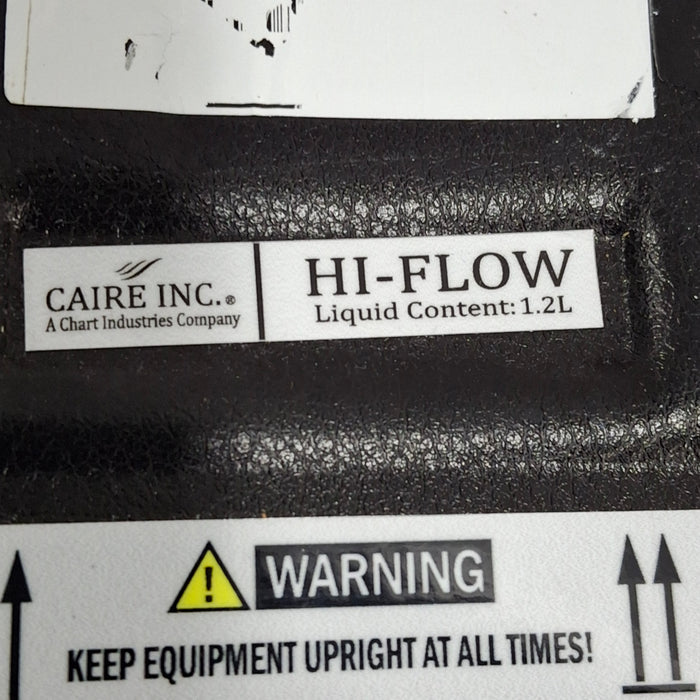 CAIRE INC.®
A Chart Industries Company
HI-FLOW
Liquid Content: 1.2L
WARNING
KEEP EQUIPMENT UPRIGHT AT ALL TIMES!